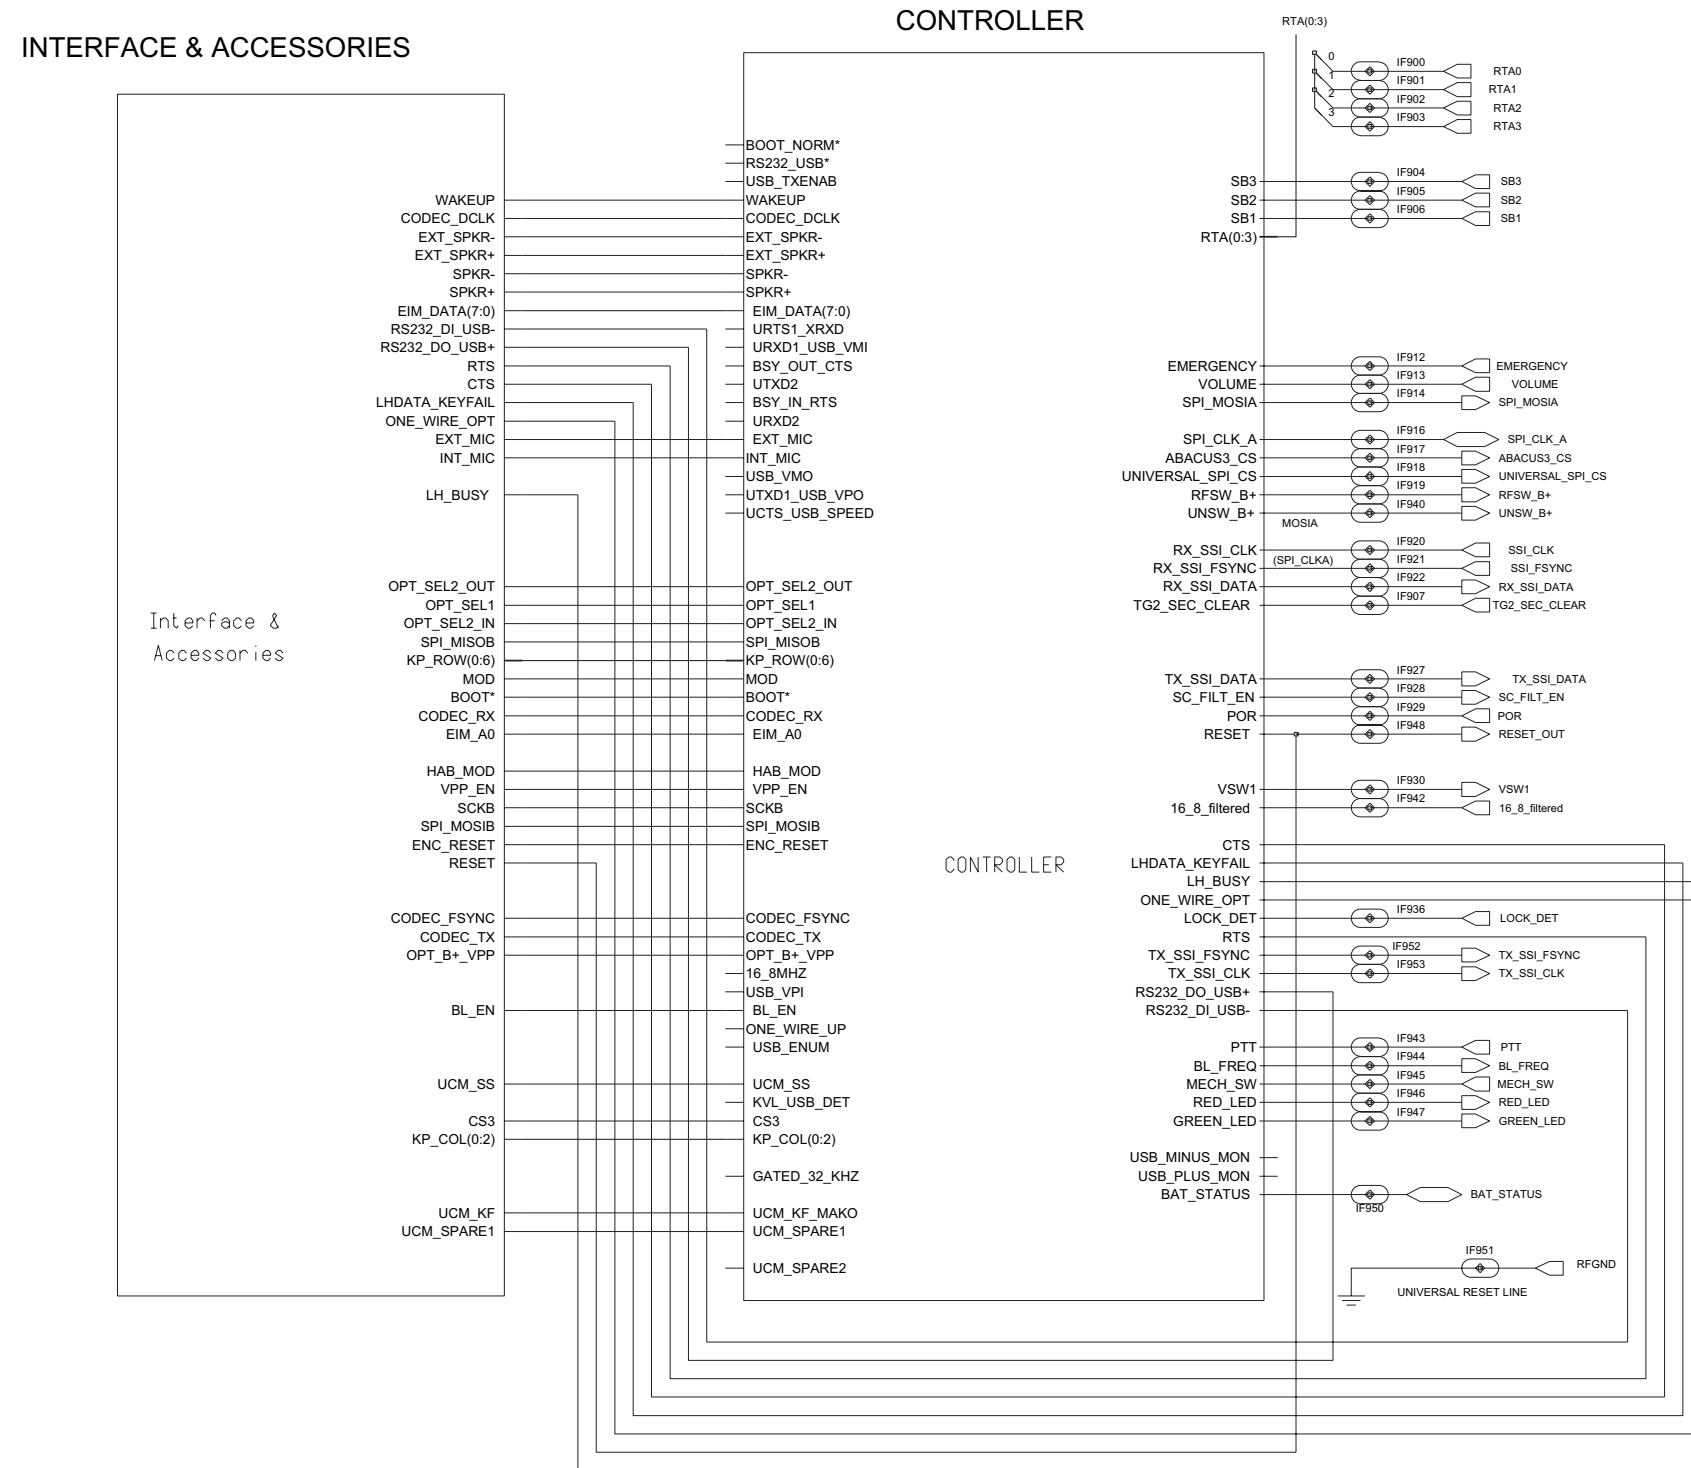 CONTROLLER
INTERFACE & ACCESSORIES
RTA(0:3)
0
1
2
3
IF900 RTA0
IF901 RTA1
IF902 RTA2
IF903 RTA3
Interface &
Accessories
WAKEUP
CODEC_DCLK
EXT_SPKR-
EXT_SPKR+
SPKR-
SPKR+
EIM_DATA(7:0)
RS232_DI_USB-
RS232_DO_USB+
RTS
CTS
LHDATA_KEYFAIL
ONE_WIRE_OPT
EXT_MIC
INT_MIC
LH_BUSY
OPT_SEL2_OUT
OPT_SEL1
OPT_SEL2_IN
SPI_MISOB
KP_ROW(0:6)
MOD
BOOT*
CODEC_RX
EIM_A0
HAB_MOD
VPP_EN
SCKB
SPI_MOSIB
ENC_RESET
RESET
CODEC_FSYNC
CODEC_TX
OPT_B+_VPP
BL_EN
UCM_SS
CS3
KP_COL(0:2)
UCM_KF
UCM_SPARE1
BOOT_NORM*
RS232_USB*
USB_TXENAB
WAKEUP
CODEC_DCLK
EXT_SPKR-
EXT_SPKR+
SPKR-
SPKR+
EIM_DATA(7:0)
URTS1_XRXD
URXD1_USB_VMI
BSY_OUT_CTS
UTXD2
BSY_IN_RTS
URXD2
EXT_MIC
INT_MIC
USB_VMO
UTXD1_USB_VPO
UCTS_USB_SPEED
OPT_SEL2_OUT
OPT_SEL1
OPT_SEL2_IN
SPI_MISOB
KP_ROW(0:6)
MOD
BOOT*
CODEC_RX
EIM_A0
HAB_MOD
VPP_EN
SCKB
SPI_MOSIB
ENC_RESET
CODEC_FSYNC
CODEC_TX
OPT_B+_VPP
16_8MHZ
USB_VPI
BL_EN
ONE_WIRE_UP
USB_ENUM
UCM_SS
KVL_USB_DET
CS3
KP_COL(0:2)
GATED_32_KHZ
UCM_KF_MAKO
UCM_SPARE1
UCM_SPARE2
CONTROLLER
SB3 IF904 SB3
SB2 IF905 SB2
SB1 IF906 SB1
RTA(0:3)
EMERGENCY IF912 EMERGENCY
VOLUME IF913 VOLUME
SPI_MOSIA IF914 SPI_MOSIA
SPI_CLK_A IF916 SPI_CLK_A
ABACUS3_CS IF917 ABACUS3_CS
UNIVERSAL_SPI_CS IF918 UNIVERSAL_SPI_CS
RFSW_B+ IF919 RFSW_B+
UNSW_B+ IF940 UNSW_B+
MOSIA
RX_SSI_CLK IF920 SSI_CLK
RX_SSI_FSYNC (SPI_CLKA) IF921 SSI_FSYNC
RX_SSI_DATA IF922 RX_SSI_DATA
TG2_SEC_CLEAR IF907 TG2_SEC_CLEAR
TX_SSI_DATA IF927 TX_SSI_DATA
SC_FILT_EN IF928 SC_FILT_EN
POR IF929 POR
RESET IF948 RESET_OUT
VSW1 IF930 VSW1
16_8_filtered IF942 16_8_filtered
CTS
LHDATA_KEYFAIL
LH_BUSY
ONE_WIRE_OPT
LOCK_DET IF936 LOCK_DET
RTS
TX_SSI_FSYNC IF952 TX_SSI_FSYNC
TX_SSI_CLK IF953 TX_SSI_CLK
RS232_DO_USB+
RS232_DI_USB-
PTT IF943 PTT
BL_FREQ IF944 BL_FREQ
MECH_SW IF945 MECH_SW
RED_LED IF946 RED_LED
GREEN_LED IF947 GREEN_LED
USB_MINUS_MON
USB_PLUS_MON
BAT_STATUS BAT_STATUS
IF950
IF951
RFGND
UNIVERSAL RESET LINE